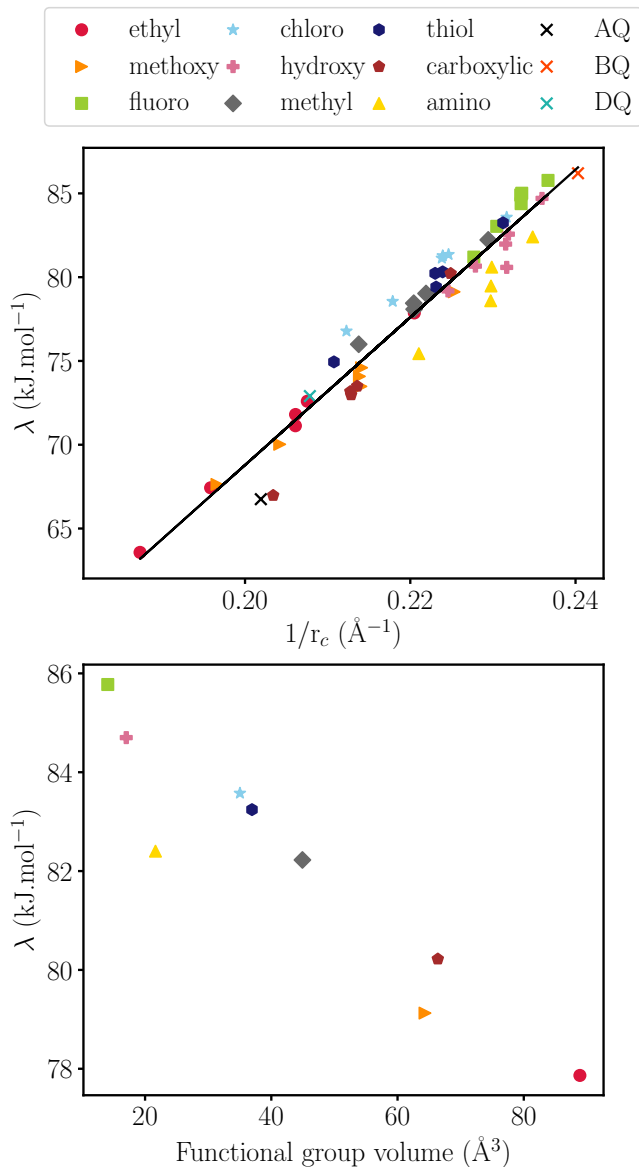 ethyl chloro thiol AQ
methoxy hydroxy carboxylic BQ
fluoro methyl amino DQ
85
80
75
70
65
λ (kJ.mol⁻¹)
0.20 0.22 0.24
1/r_c (Å⁻¹)
86
84
82
80
78
λ (kJ.mol⁻¹)
20 40 60 80
Functional group volume (Å³)